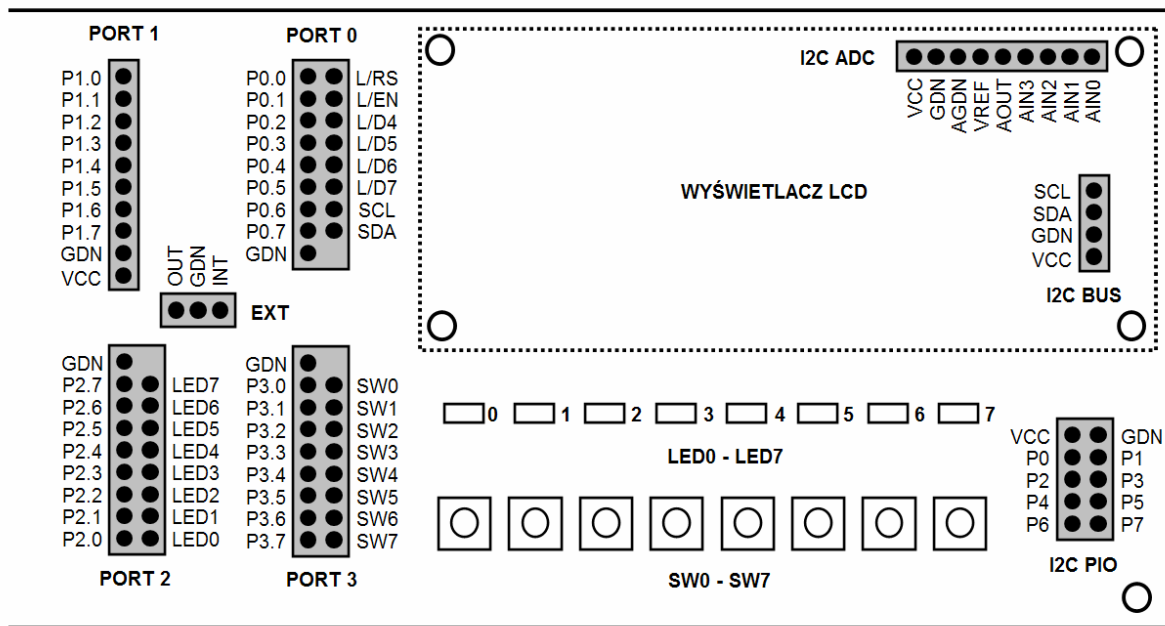 PORT 1
P1.0
P1.1
P1.2
P1.3
P1.4
P1.5
P1.6
P1.7
GDN
VCC
PORT 0
P0.0 L/RS
P0.1 L/EN
P0.2 L/D4
P0.3 L/D5
P0.4 L/D6
P0.5 L/D7
P0.6 SCL
P0.7 SDA
GDN
OUT
GDN
INT
EXT
GDN
P2.7 LED7
P2.6 LED6
P2.5 LED5
P2.4 LED4
P2.3 LED3
P2.2 LED2
P2.1 LED1
P2.0 LED0
PORT 2
GDN
P3.0 SW0
P3.1 SW1
P3.2 SW2
P3.3 SW3
P3.4 SW4
P3.5 SW5
P3.6 SW6
P3.7 SW7
PORT 3
I2C ADC
VCC
GDN
AGDN
VREF
AOUT
AIN3
AIN2
AIN1
AIN0
WYŚWIETLACZ LCD
SCL
SDA
GDN
VCC
I2C BUS
0 1 2 3 4 5 6 7
LED0 - LED7
SW0 - SW7
VCC GDN
P0 P1
P2 P3
P4 P5
P6 P7
I2C PIO